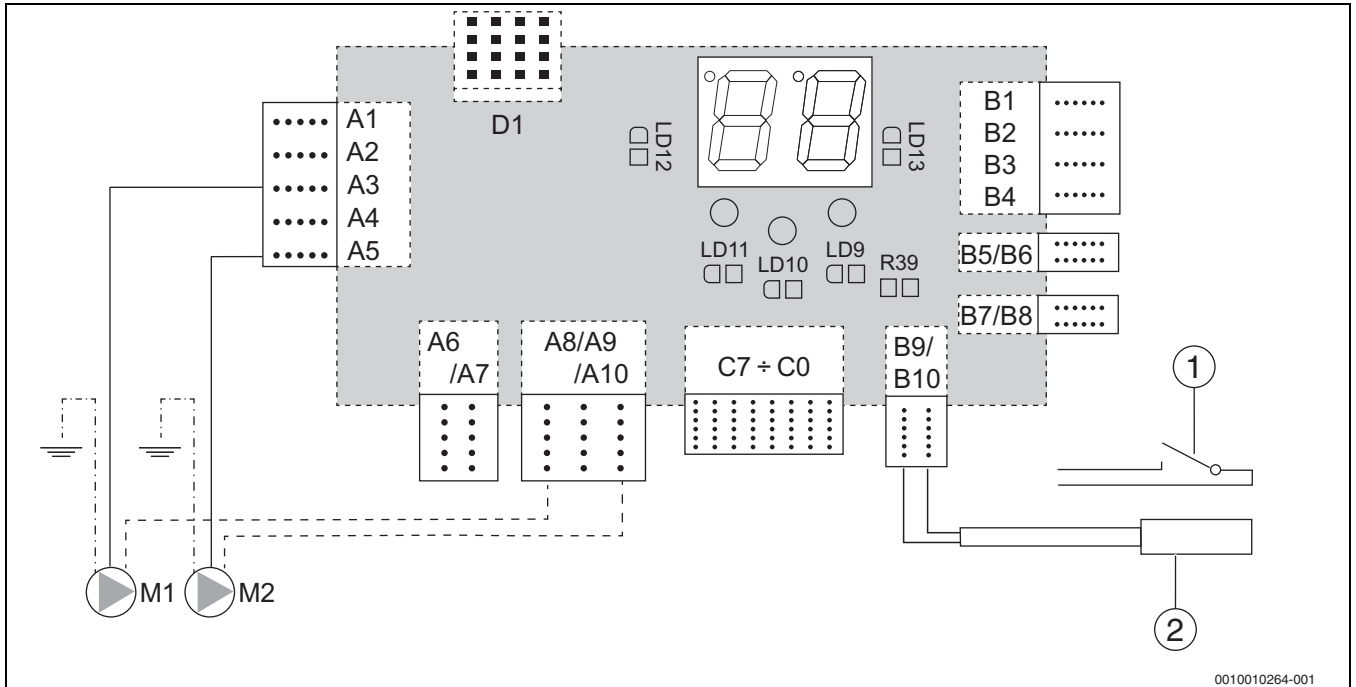 D1
A1
A2
A3
A4
A5
LD12
LD13
B1
B2
B3
B4
LD11
LD10
LD9
R39
B5/B6
B7/B8
A6
/A7
A8/A9
/A10
C7 ÷ C0
B9/
B10
1
M1
M2
2
0010010264-001